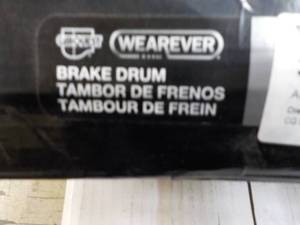 WEAREVER
BRAKE DRUM
TAMBOR DE FRENOS
TAMBOUR DE FREIN